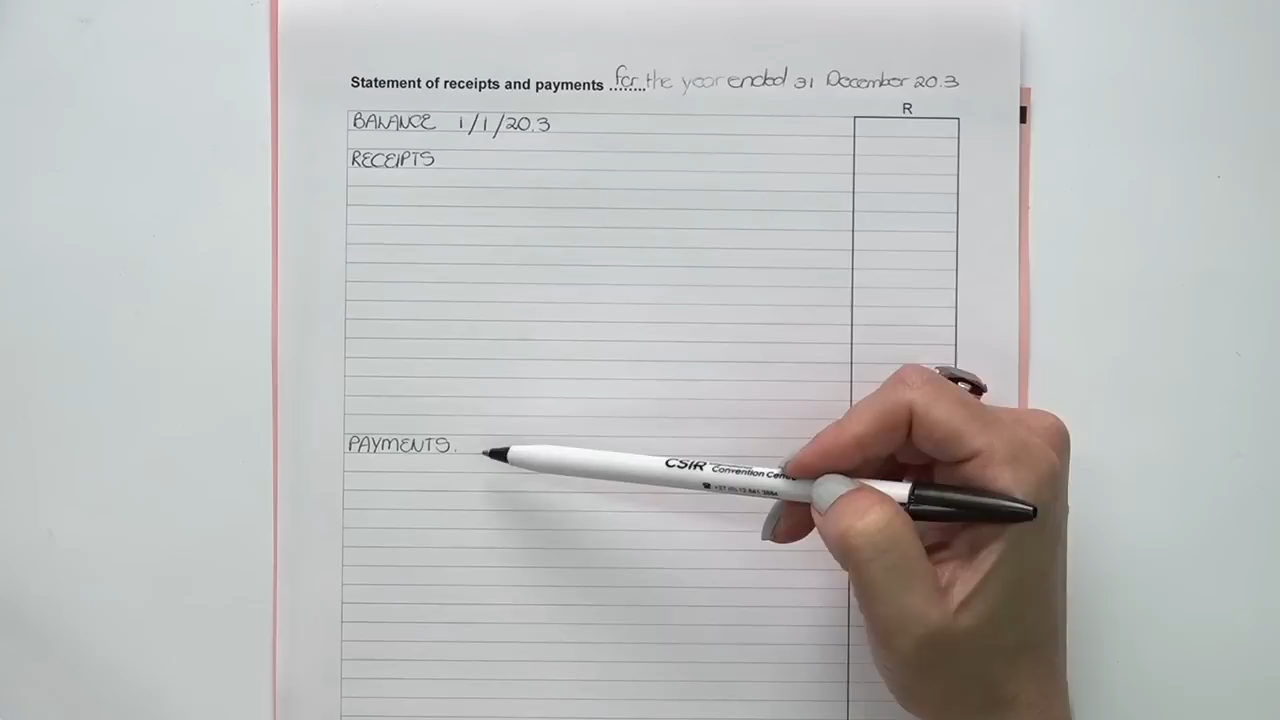 Statement of receipts and payments ....... for the year ended 31 December 20.3
R
BALANCE 1/1/20.3
RECEIPTS
PAYMENTS.
CSIR
Convention Cent